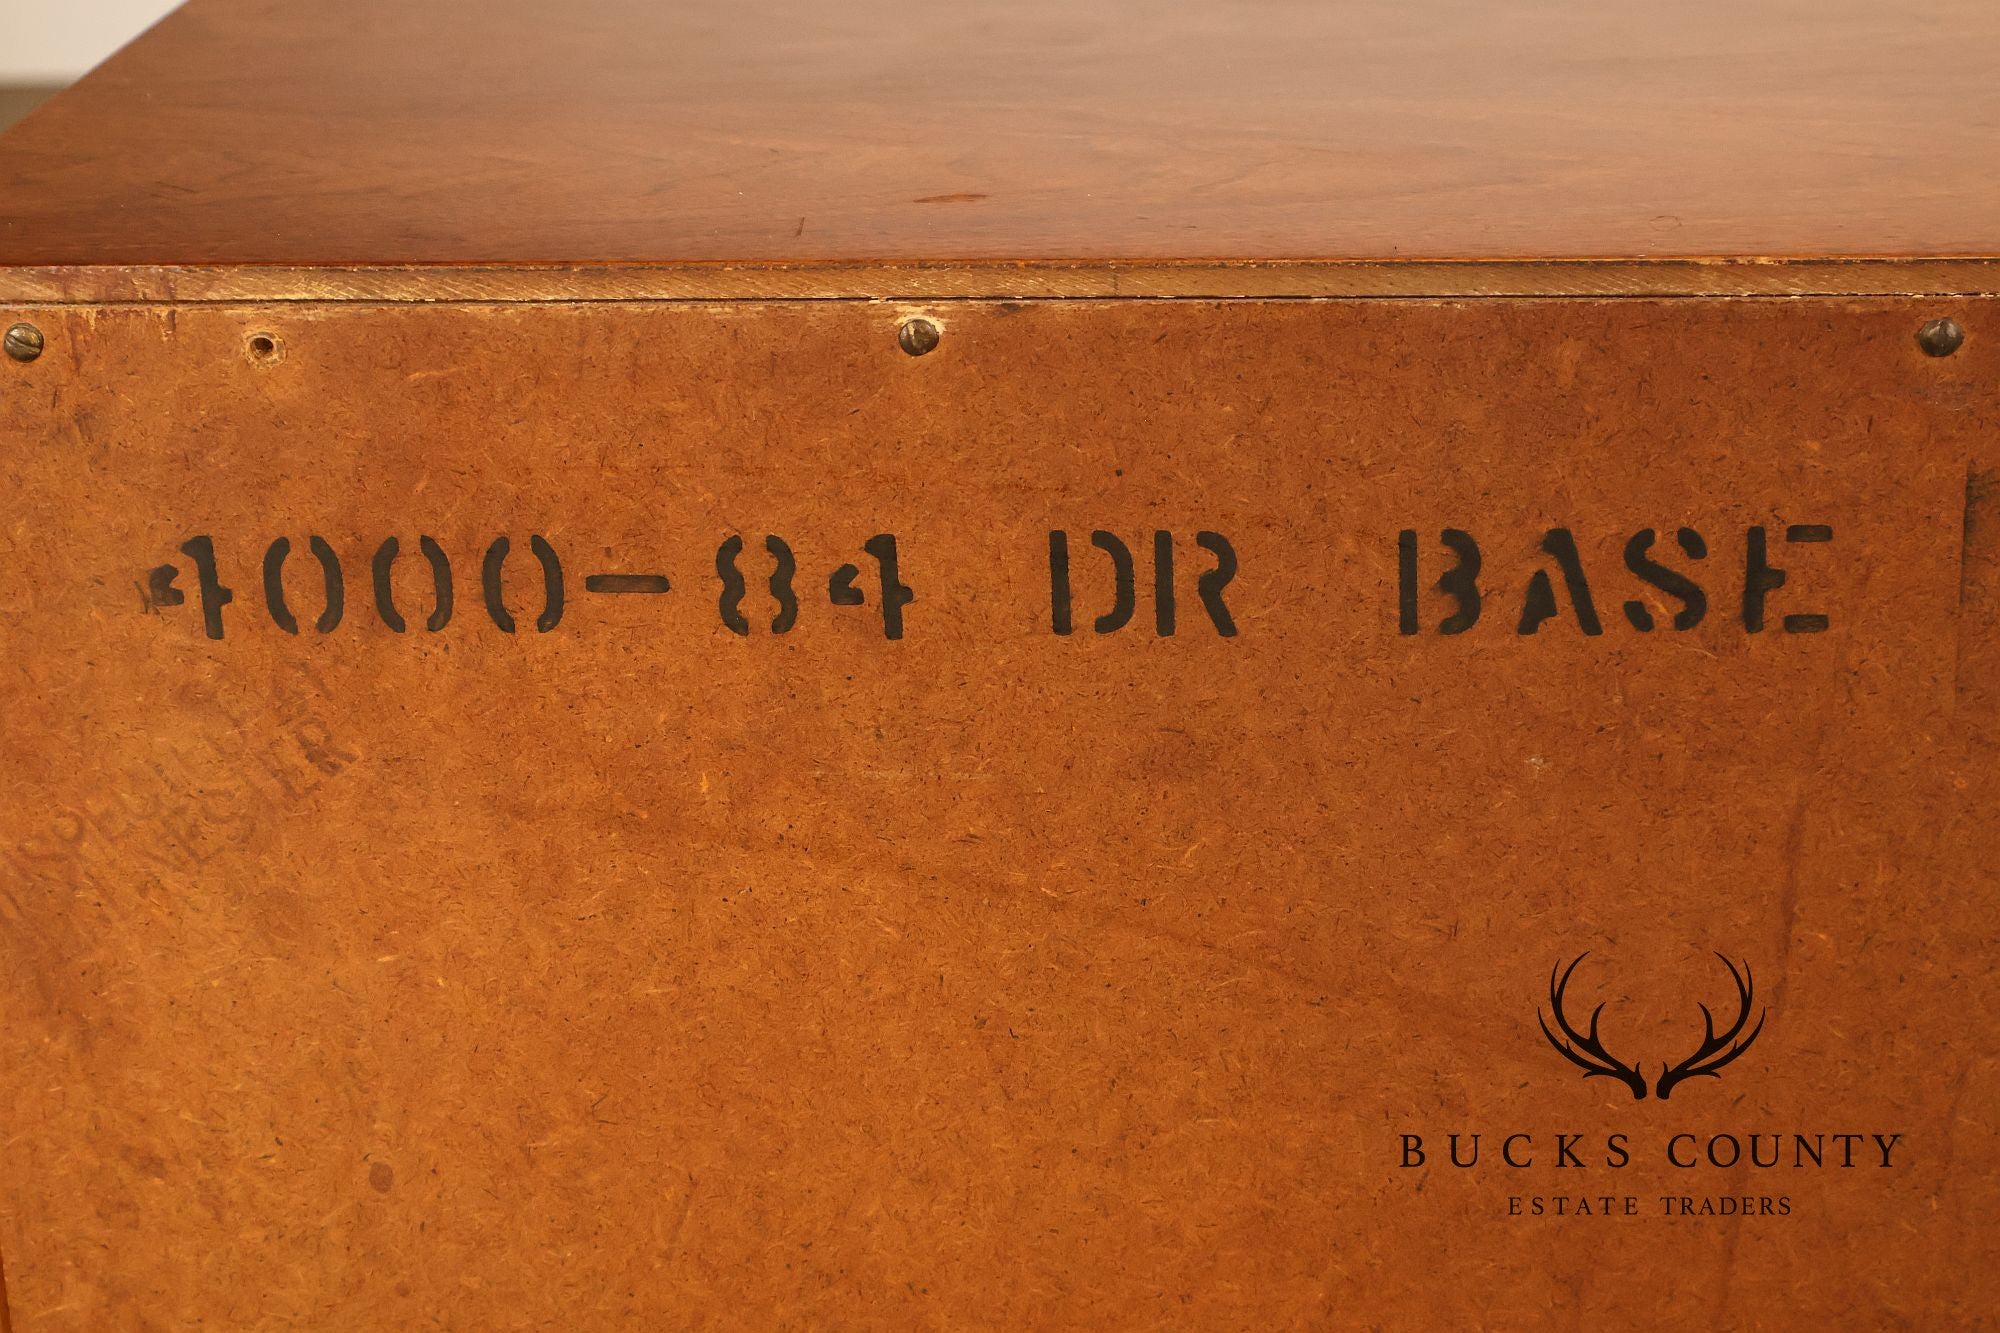 4000-84 DR BASE
BUCKS COUNTY
ESTATE TRADERS